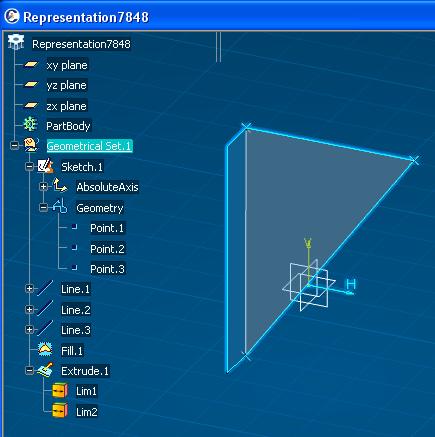 Representation7848
Representation7848
xy plane
yz plane
zx plane
PartBody
Geometrical Set.1
Sketch.1
AbsoluteAxis
Geometry
Point.1
Point.2
Point.3
Line.1
Line.2
Line.3
Fill.1
Extrude.1
Lim1
Lim2
V
H